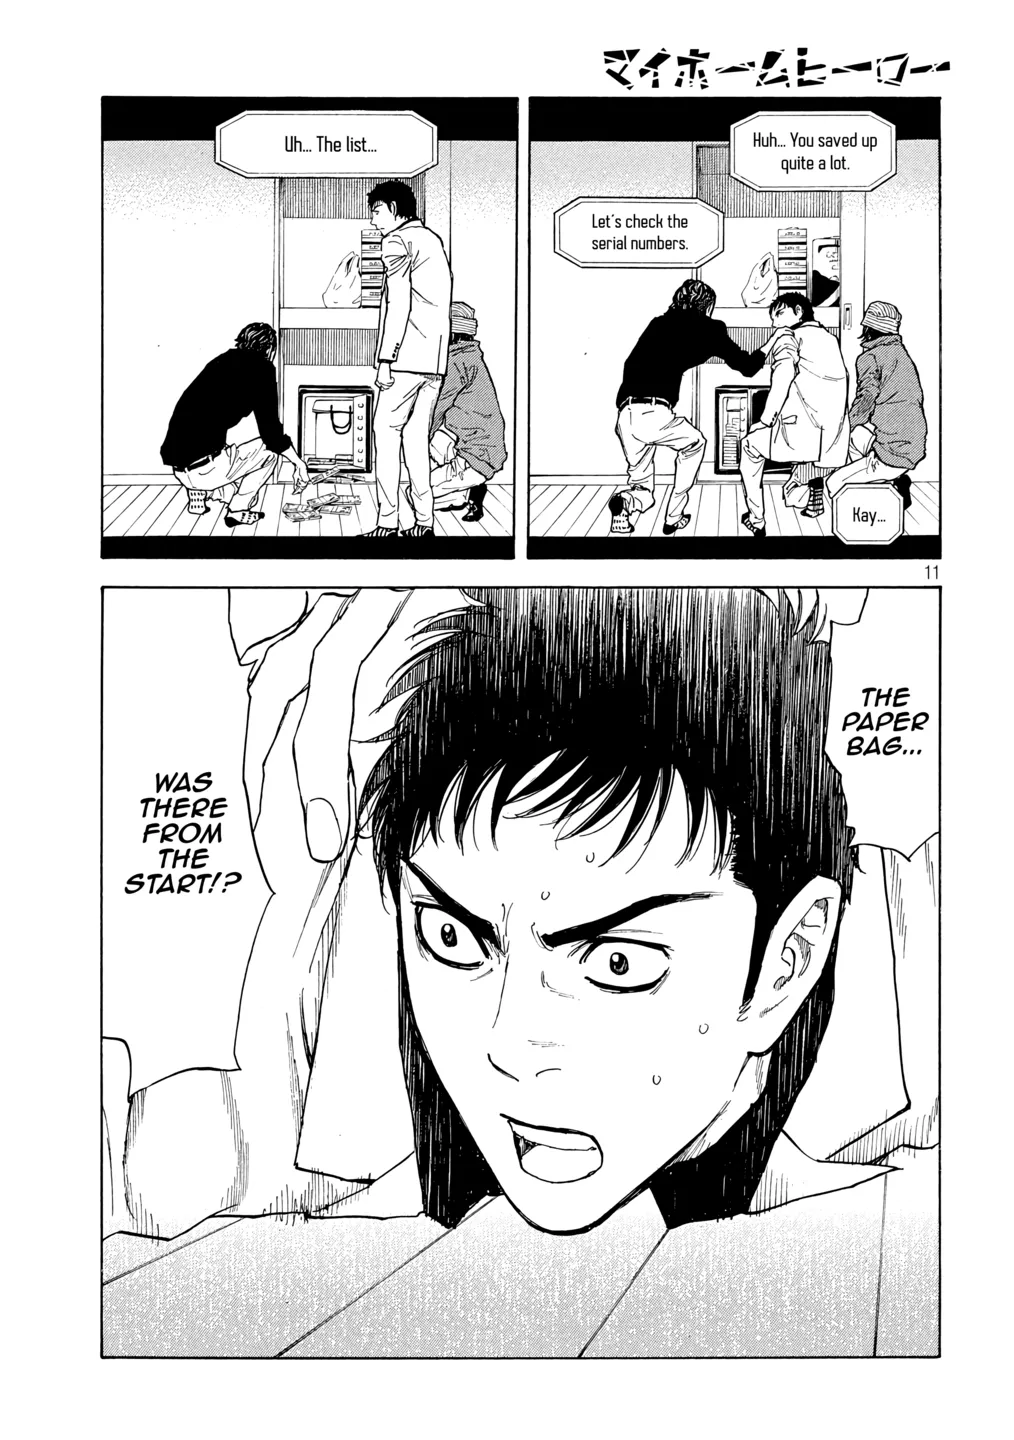 マイホームヒーロー
Huh... You saved up
quite a lot.
Let's check the
serial numbers.
Kay...
Uh... The list...
11
THE
PAPER
BAG...
WAS
THERE
FROM
THE
START!?